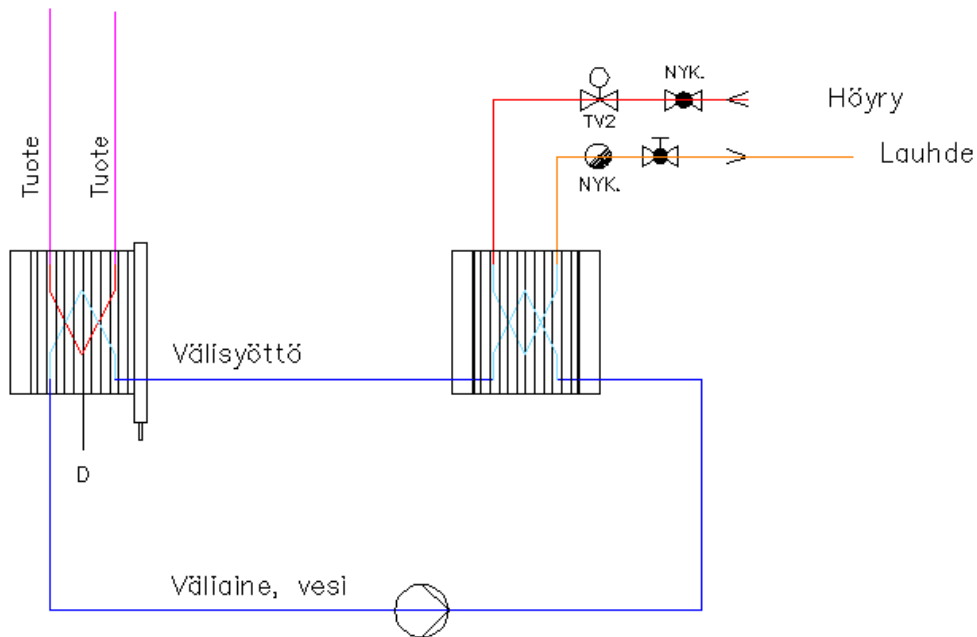 NYK.
Höyry
TV2
Lauhde
NYK.
Tuote
Tuote
Välisyöttö
D
Väliaine, vesi